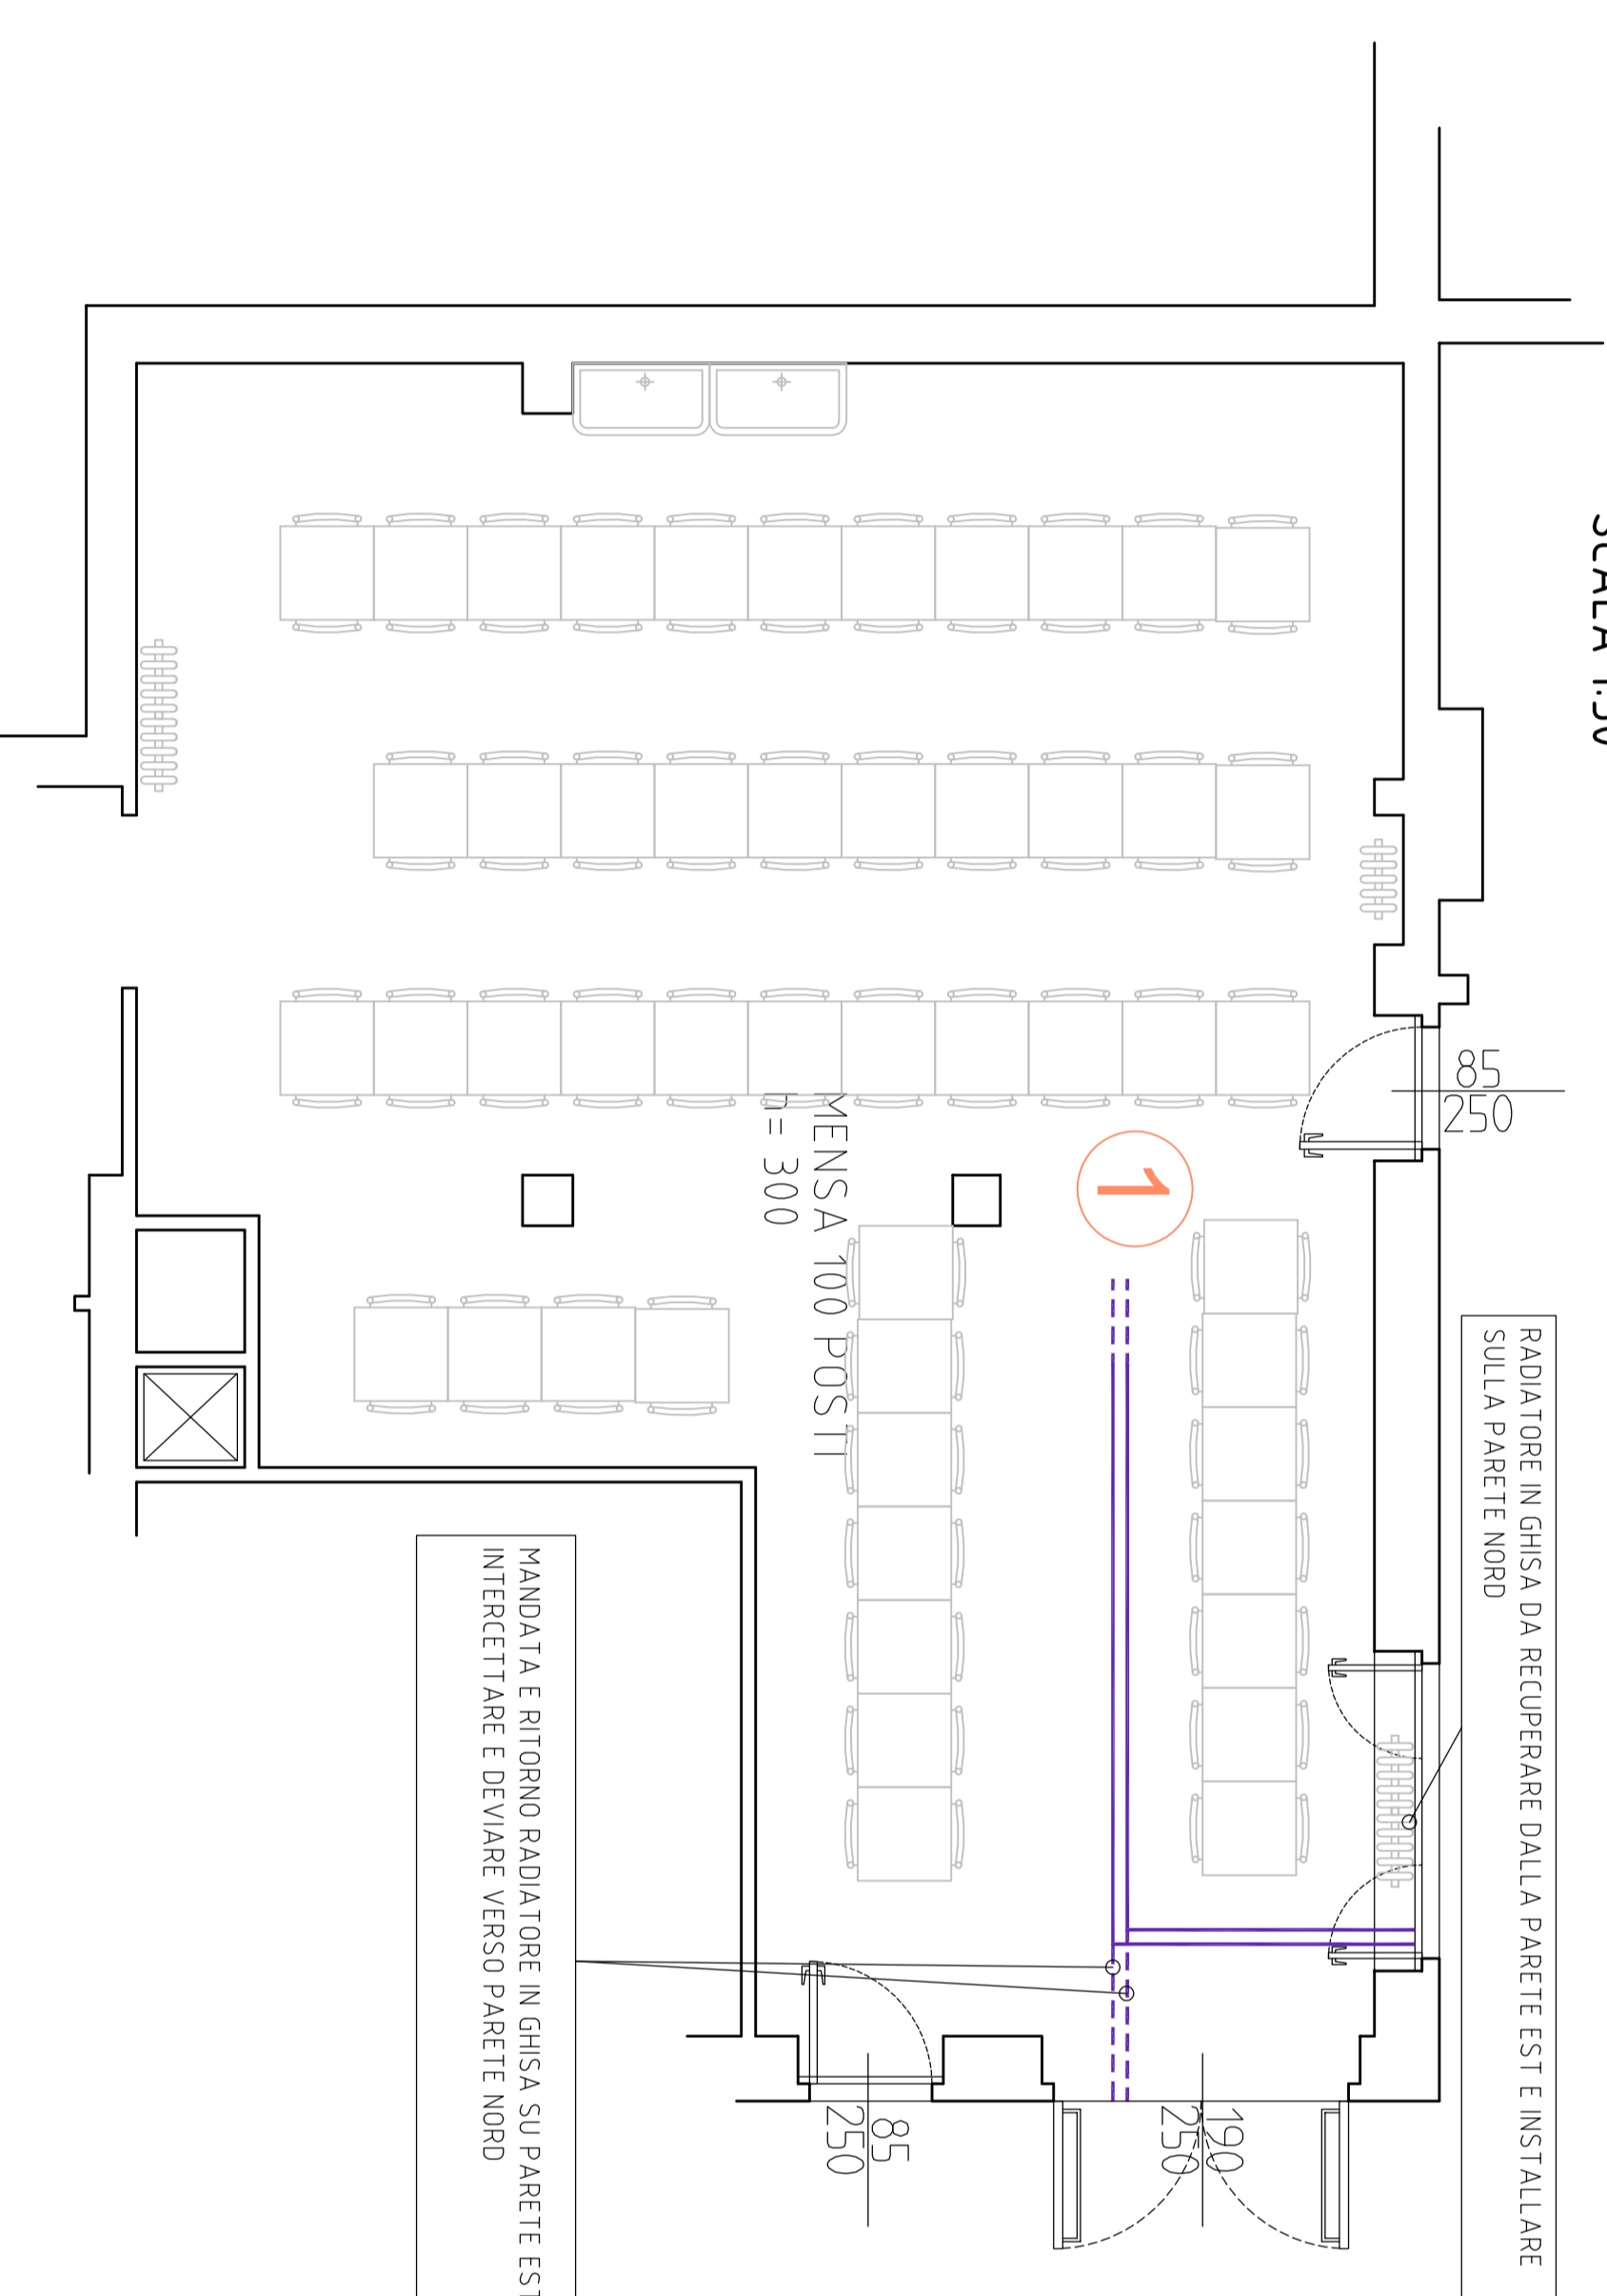 SCALA 1:50
85
250
MENSA 100 POSTI
h= 300
1
RADIATORE IN GHISA DA RECUPERARE DALLA PARETE EST E INSTALLARE
SULLA PARETE NORD
MANDATA E RITORNO RADIATORE IN GHISA SU PARETE EST
INTERCETTARE E DEVIARE VERSO PARETE NORD
85
250
190
250